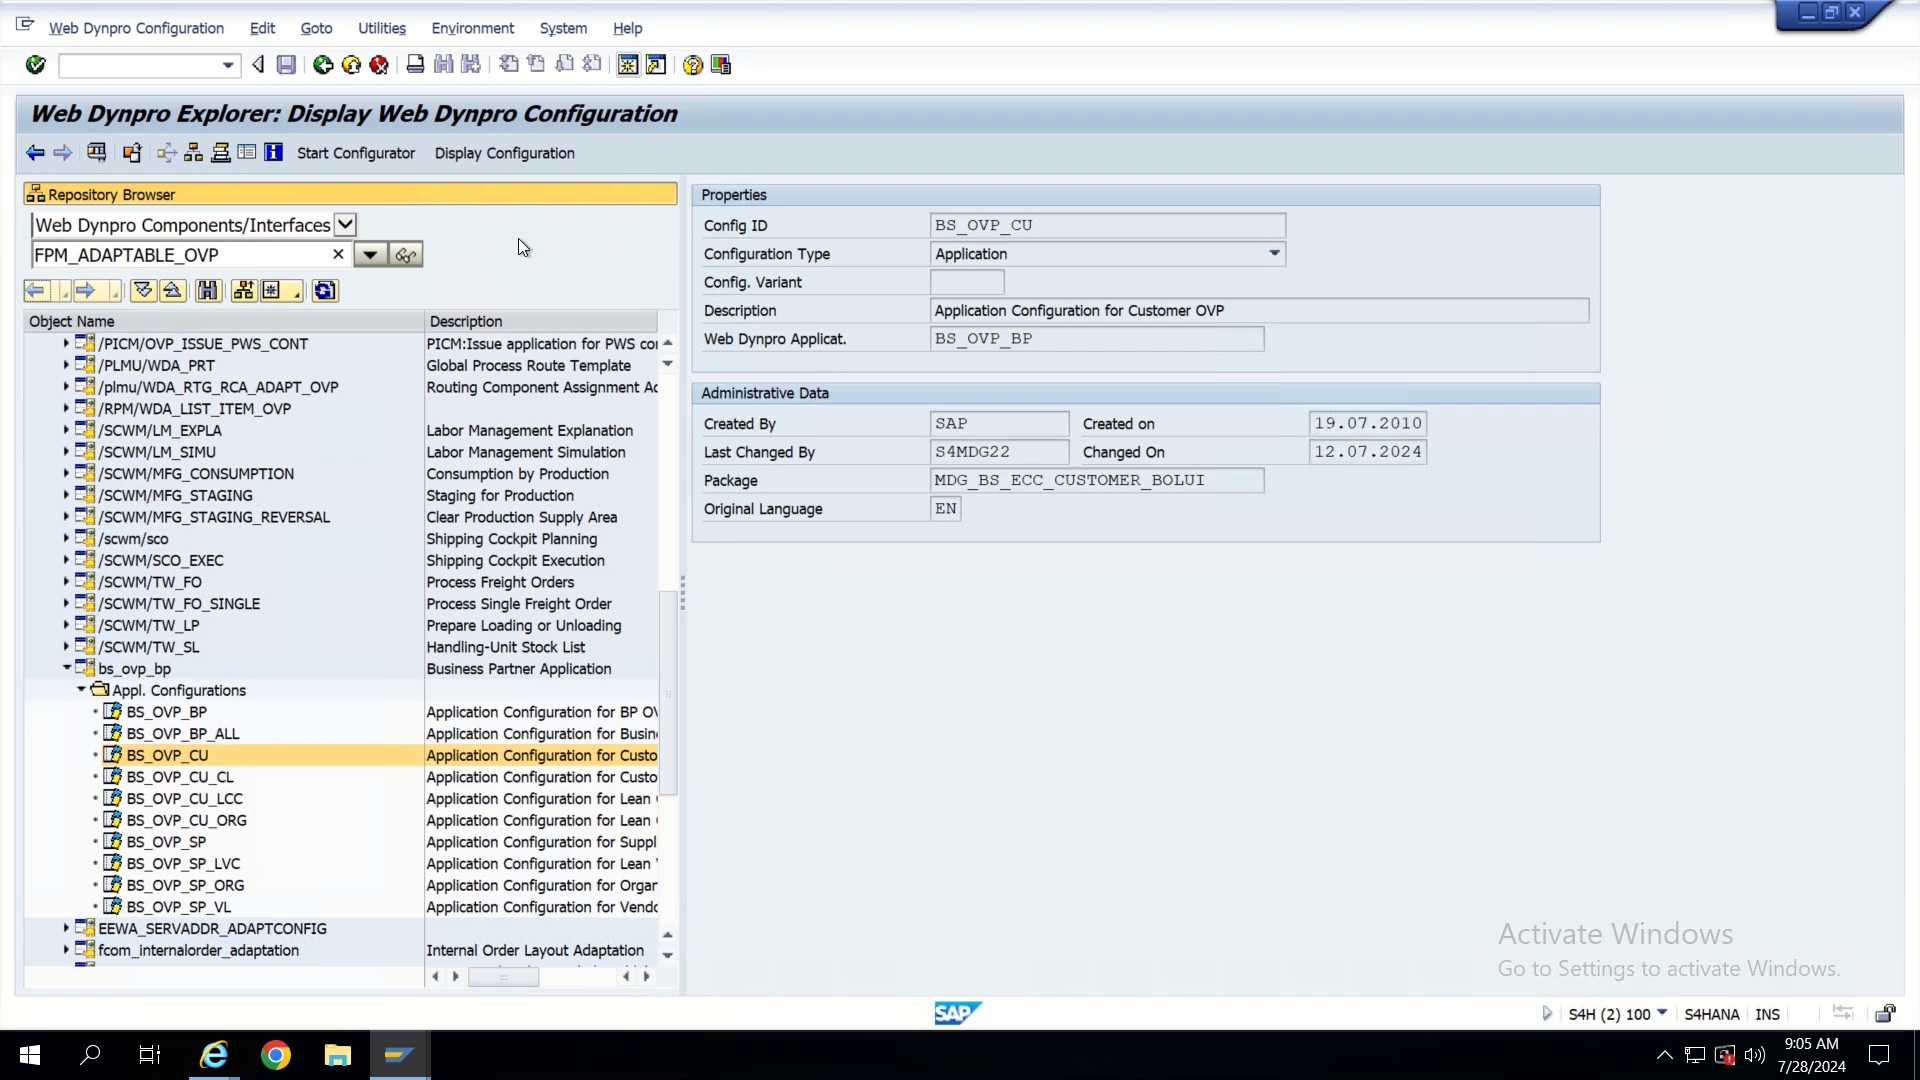 Web Dynpro Configuration Edit Goto Utilities Environment System Help
Web Dynpro Explorer: Display Web Dynpro Configuration
Start Configurator Display Configuration
Repository Browser
Web Dynpro Components/Interfaces
FPM_ADAPTABLE_OVP
Object Name Description
/PICM/OVP_ISSUE_PWS_CONT PICM:Issue application for PWS co
/PLMU/WDA_PRT Global Process Route Template
/plmu/WDA_RTG_RCA_ADAPT_OVP Routing Component Assignment Ac
/RPM/WDA_LIST_ITEM_OVP
/SCWM/LM_EXPLA Labor Management Explanation
/SCWM/LM_SIMU Labor Management Simulation
/SCWM/MFG_CONSUMPTION Consumption by Production
/SCWM/MFG_STAGING Staging for Production
/SCWM/MFG_STAGING_REVERSAL Clear Production Supply Area
/scwm/sco Shipping Cockpit Planning
/SCWM/SCO_EXEC Shipping Cockpit Execution
/SCWM/TW_FO Process Freight Orders
/SCWM/TW_FO_SINGLE Process Single Freight Order
/SCWM/TW_LP Prepare Loading or Unloading
/SCWM/TW_SL Handling-Unit Stock List
bs_ovp_bp Business Partner Application
Appl. Configurations
BS_OVP_BP Application Configuration for BP OV
BS_OVP_BP_ALL Application Configuration for Busin
BS_OVP_CU Application Configuration for Custo
BS_OVP_CU_CL Application Configuration for Custo
BS_OVP_CU_LCC Application Configuration for Lean
BS_OVP_CU_ORG Application Configuration for Lean
BS_OVP_SP Application Configuration for Suppl
BS_OVP_SP_LVC Application Configuration for Lean
BS_OVP_SP_ORG Application Configuration for Orgar
BS_OVP_SP_VL Application Configuration for Vendo
EEWA_SERVADDR_ADAPTCONFIG
fcom_internalorder_adaptation Internal Order Layout Adaptation
Properties
Config ID BS_OVP_CU
Configuration Type Application
Config. Variant
Description Application Configuration for Customer OVP
Web Dynpro Applicat. BS_OVP_BP
Administrative Data
Created By SAP Created on 19.07.2010
Last Changed By S4MDG22 Changed On 12.07.2024
Package MDG_BS_ECC_CUSTOMER_BOLUI
Original Language EN
Activate Windows
Go to Settings to activate Windows.
SAP
S4H (2) 100 S4HANA INS
9:05 AM
7/28/2024